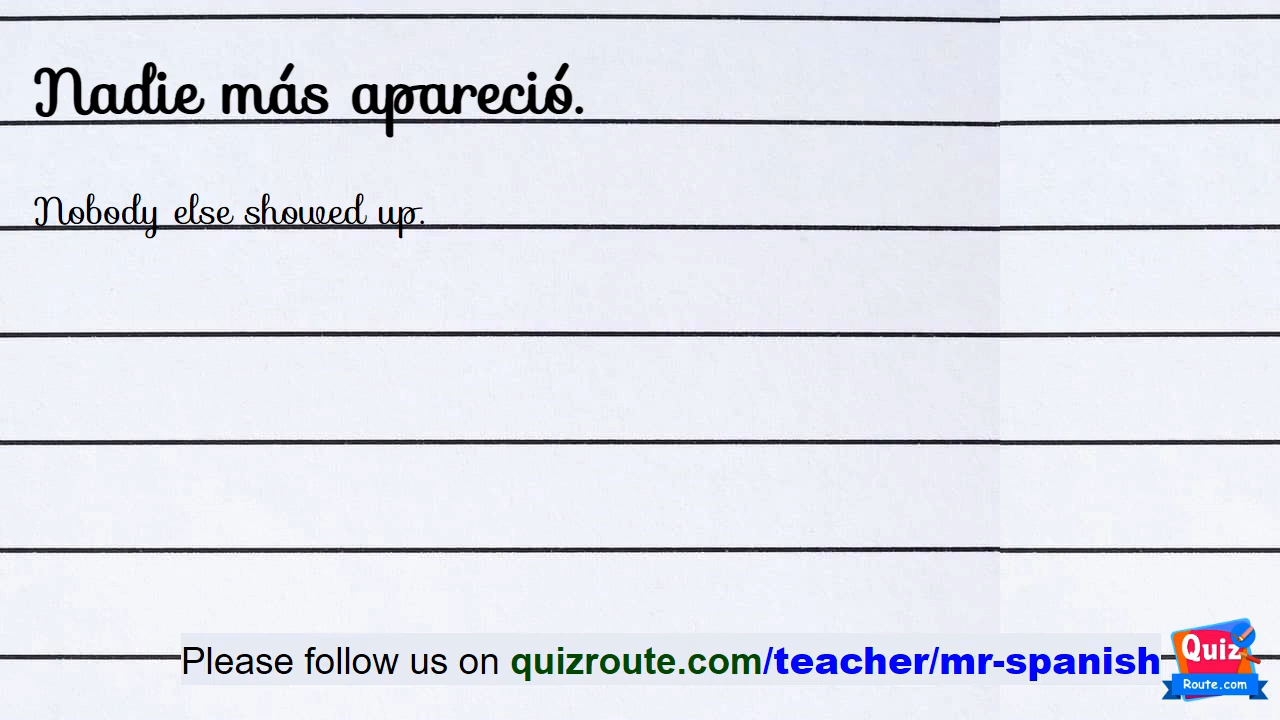 Nadie más apareció.
Nobody else showed up.
Please follow us on quizroute.com/teacher/mr-spanish
Quiz
Route.com